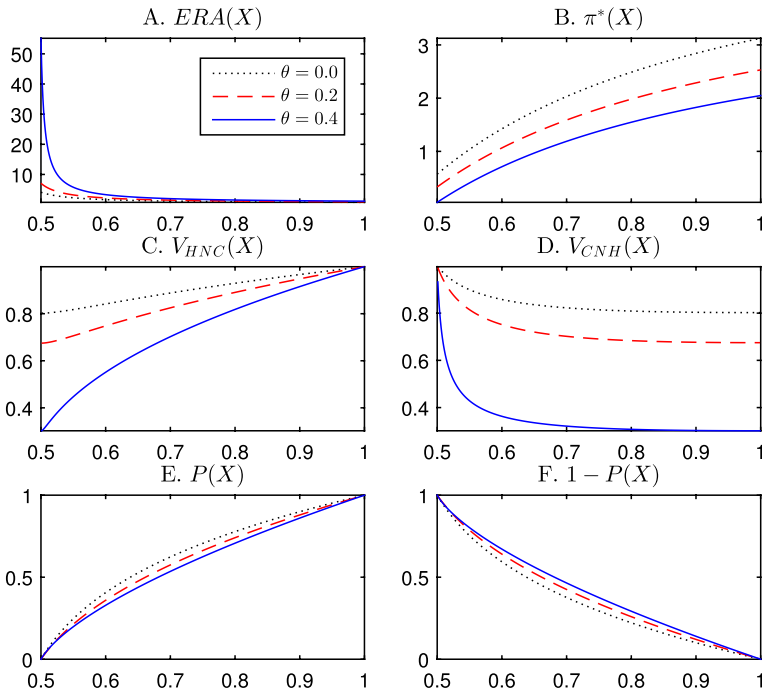 A. ERA(X)
50
40
30
20
10
0.5 0.6 0.7 0.8 0.9 1
θ = 0.0
θ = 0.2
θ = 0.4
B. π*(X)
3
2
1
0.5 0.6 0.7 0.8 0.9 1
C. V_{HNC}(X)
0.8
0.6
0.4
0.5 0.6 0.7 0.8 0.9 1
D. V_{CNH}(X)
0.8
0.6
0.4
0.5 0.6 0.7 0.8 0.9 1
E. P(X)
1
0.5
0
0.5 0.6 0.7 0.8 0.9 1
F. 1 − P(X)
1
0.5
0
0.5 0.6 0.7 0.8 0.9 1